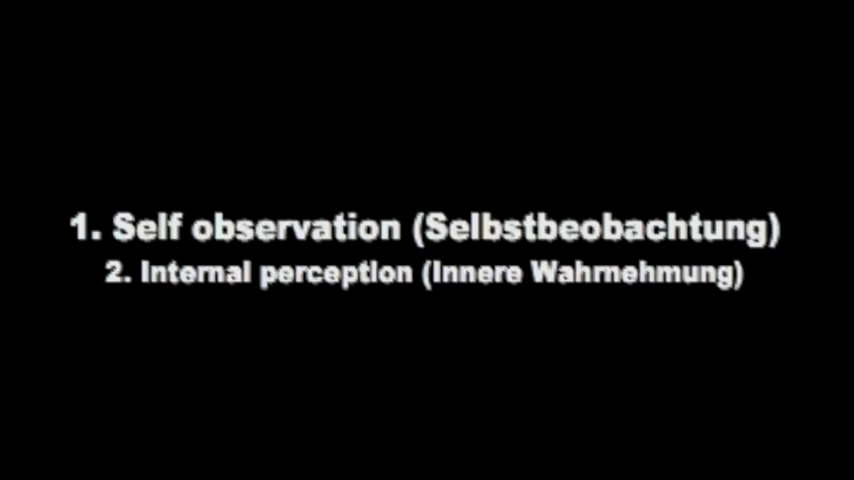 1. Self observation (Selbstbeobachtung)
2. Internal perception (Innere Wahrnehmung)